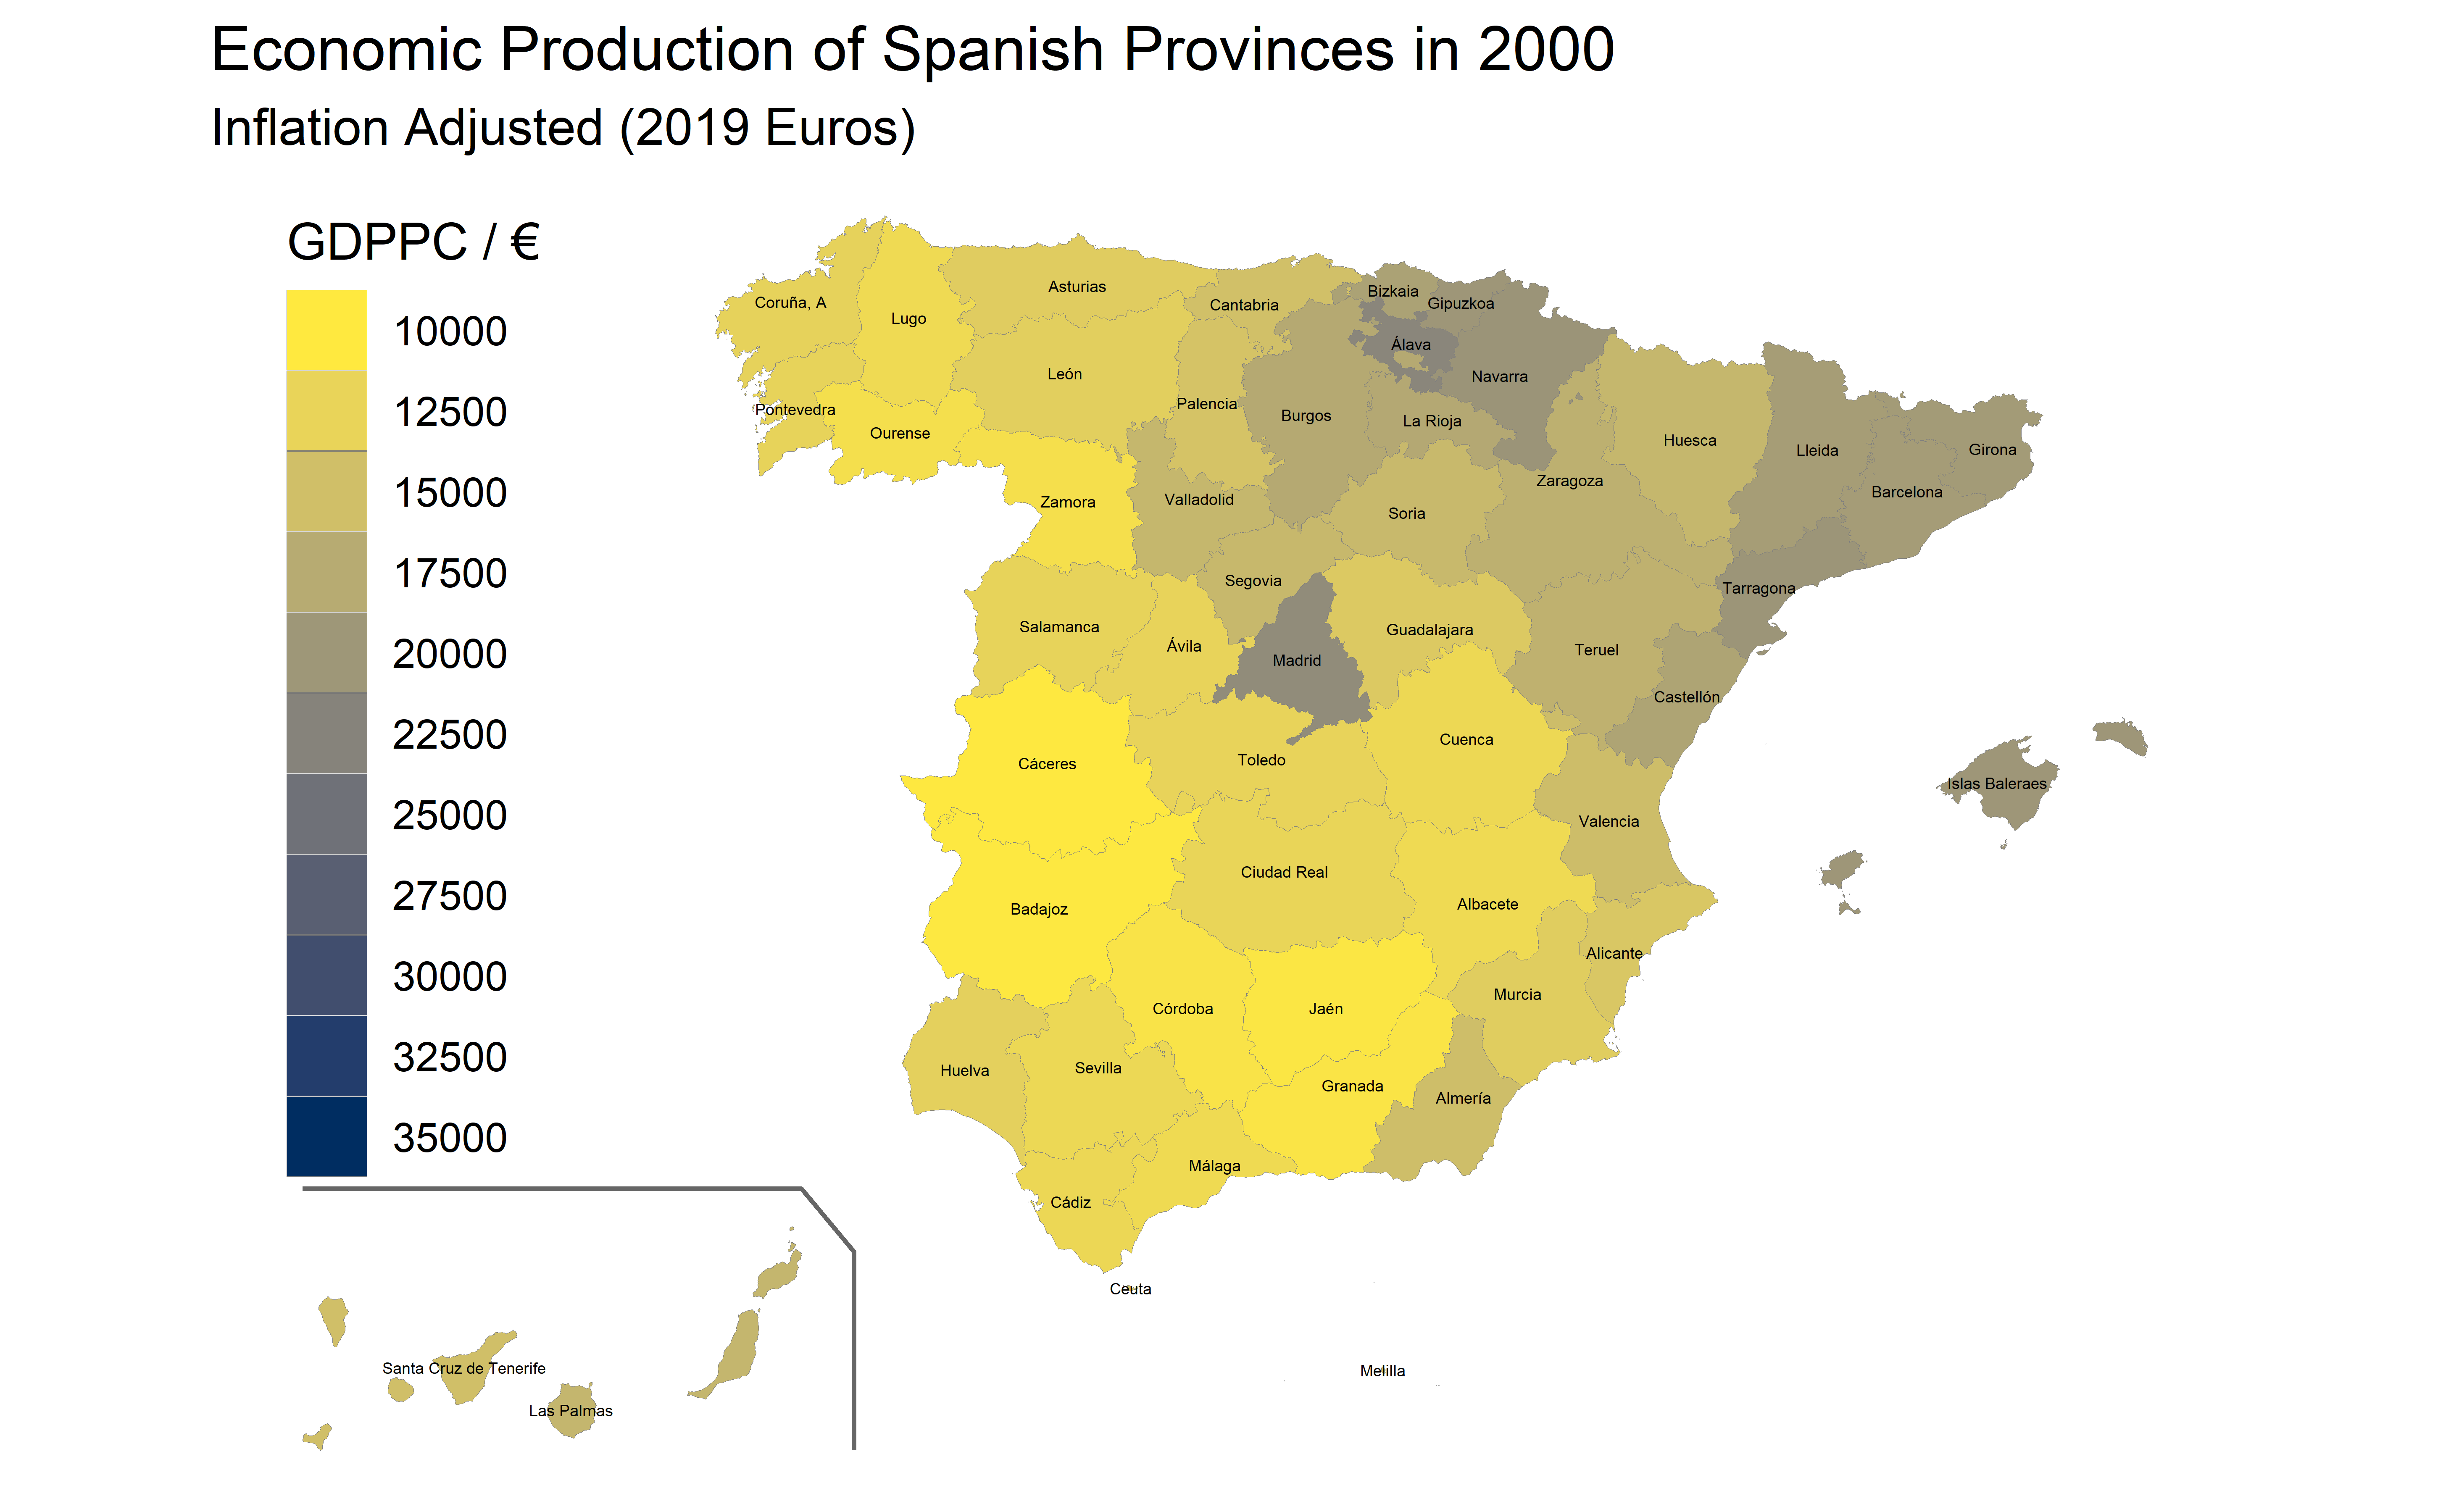 Economic Production of Spanish Provinces in 2000
Inflation Adjusted (2019 Euros)
GDPPC / €
10000
12500
15000
17500
20000
22500
25000
27500
30000
32500
35000
Coruña, A
Lugo
Asturias
Cantabria
Bizkaia
Gipuzkoa
Álava
Navarra
León
Palencia
Burgos
La Rioja
Pontevedra
Ourense
Huesca
Lleida
Girona
Barcelona
Zaragoza
Zamora
Valladolid
Soria
Segovia
Tarragona
Salamanca
Ávila
Madrid
Guadalajara
Teruel
Castellón
Cáceres
Toledo
Cuenca
Islas Baleraes
Valencia
Ciudad Real
Badajoz
Albacete
Alicante
Murcia
Córdoba
Jaén
Huelva
Sevilla
Granada
Almería
Málaga
Cádiz
Ceuta
Melilla
Santa Cruz de Tenerife
Las Palmas